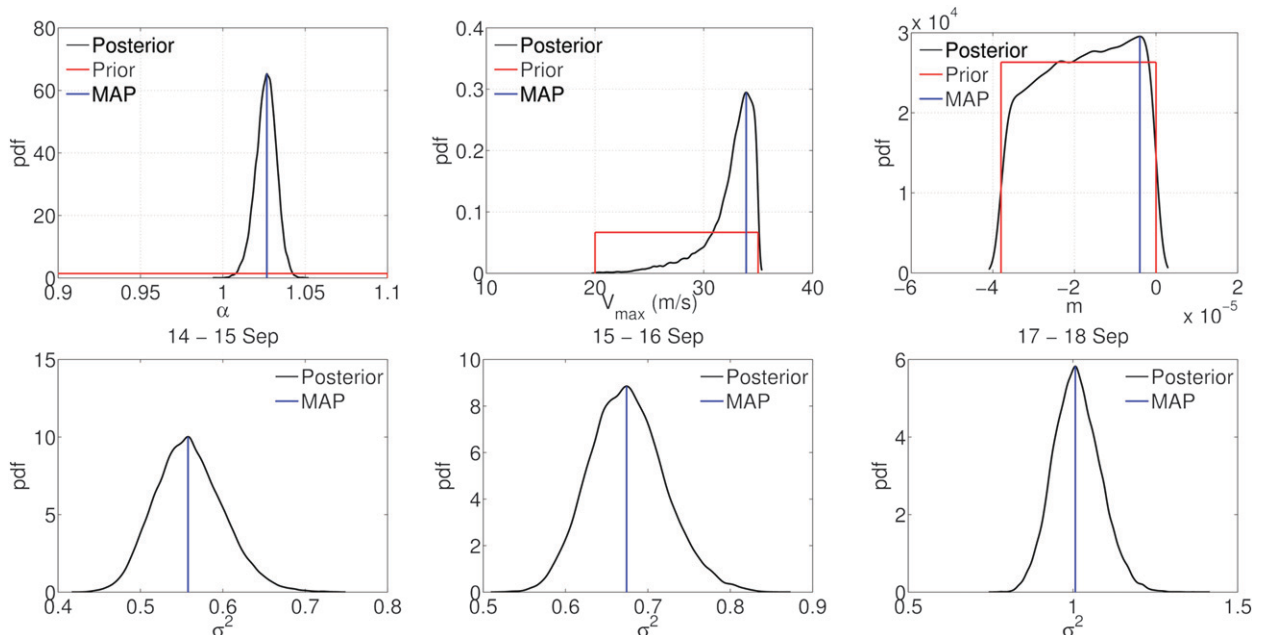 80
60
40
20
0
pdf
Posterior
Prior
MAP
0.9 0.95 1 1.05 1.1
α
0.4
0.3
0.2
0.1
0
pdf
Posterior
Prior
MAP
10 20 30 40
V_max (m/s)
x 10^4
3
2
1
0
pdf
Posterior
Prior
MAP
−6 −4 −2 0 2
m
x 10^−5
14 − 15 Sep
15
10
5
0
pdf
Posterior
MAP
0.4 0.5 0.6 0.7 0.8
σ^2
15 − 16 Sep
10
8
6
4
2
0
pdf
Posterior
MAP
0.5 0.6 0.7 0.8 0.9
σ^2
17 − 18 Sep
6
4
2
0
pdf
Posterior
MAP
0.5 1 1.5
σ^2